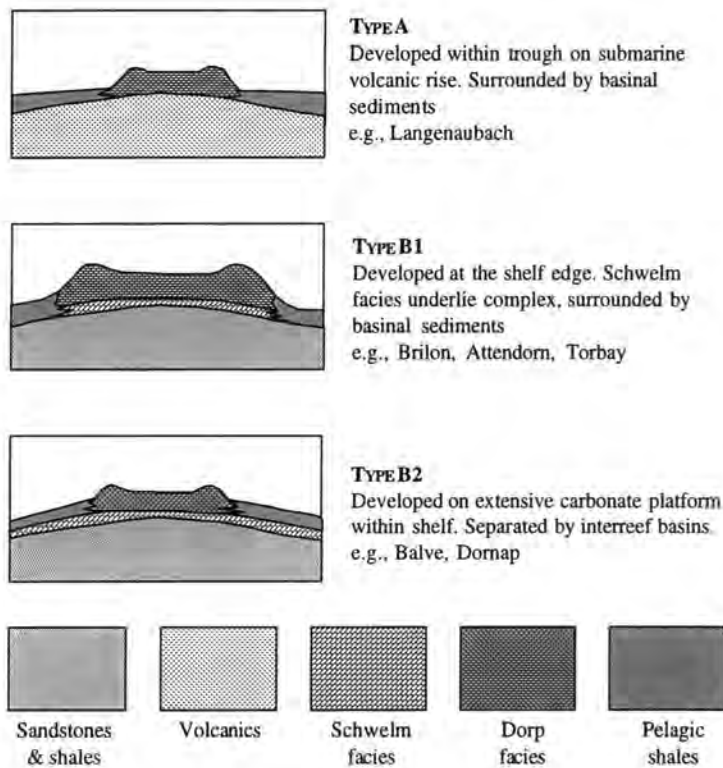 TYPE A
Developed within trough on submarine
volcanic rise. Surrounded by basinal
sediments
e.g., Langenaubach
TYPE B1
Developed at the shelf edge. Schwelm
facies underlie complex, surrounded by
basinal sediments
e.g., Brilon, Attendorn, Torbay
TYPE B2
Developed on extensive carbonate platform
within shelf. Separated by interreef basins
e.g., Balve, Dornap
Sandstones
& shales
Volcanics
Schwelm
facies
Dorp
facies
Pelagic
shales